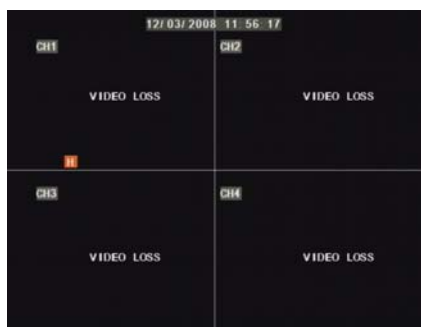 12/03/2008 11:56:17
CH1
CH2
VIDEO LOSS
VIDEO LOSS
H
CH3
CH4
VIDEO LOSS
VIDEO LOSS